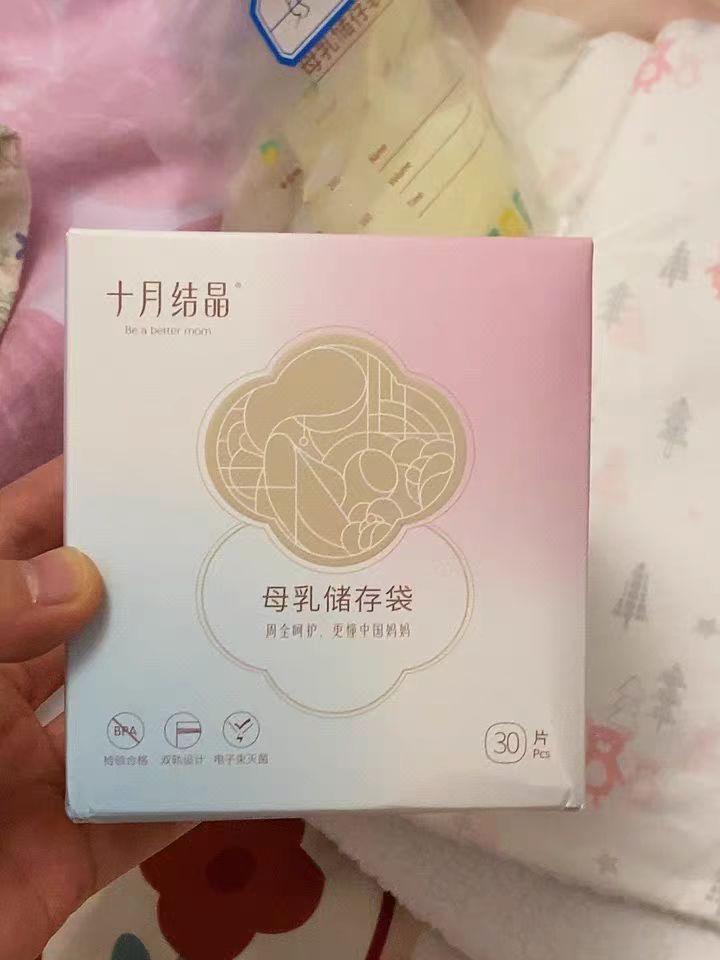 母乳储存袋
Name
十月结晶®
Be a better mom
母乳储存袋
周全呵护，更懂中国妈妈
BPA
检验合格 双轨设计 电子束灭菌
30 片
Pcs